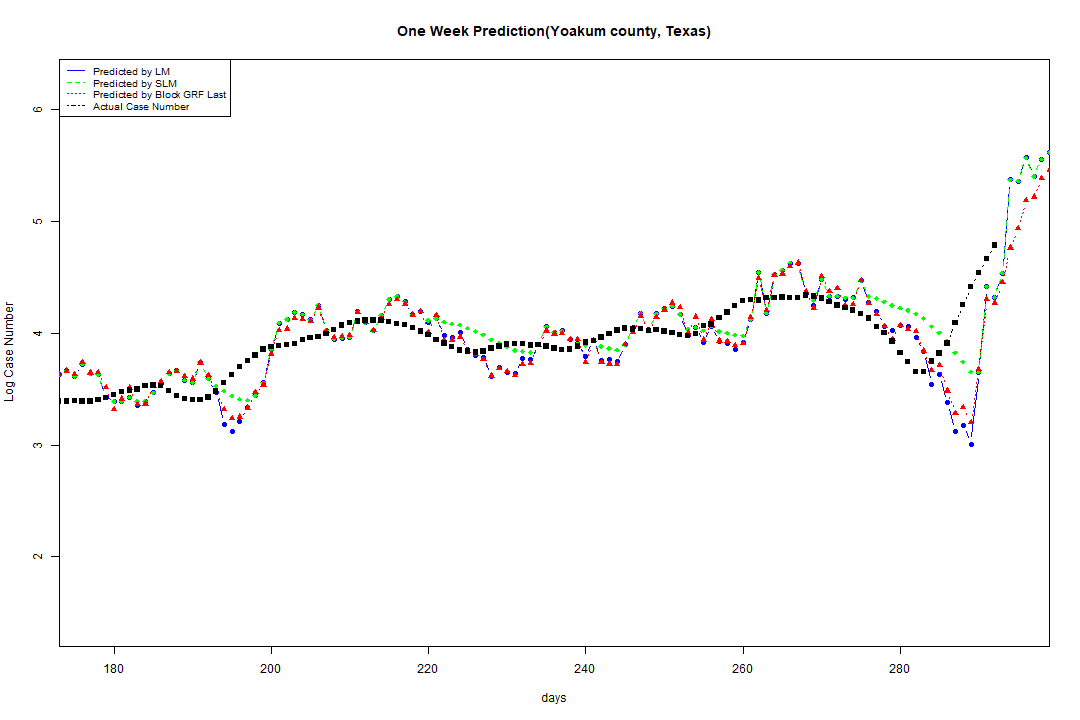 One Week Prediction(Yoakum county, Texas)
Predicted by LM
Predicted by SLM
Predicted by Block GRF Last
Actual Case Number
6
5
4
3
2
Log Case Number
180 200 220 240 260 280
days